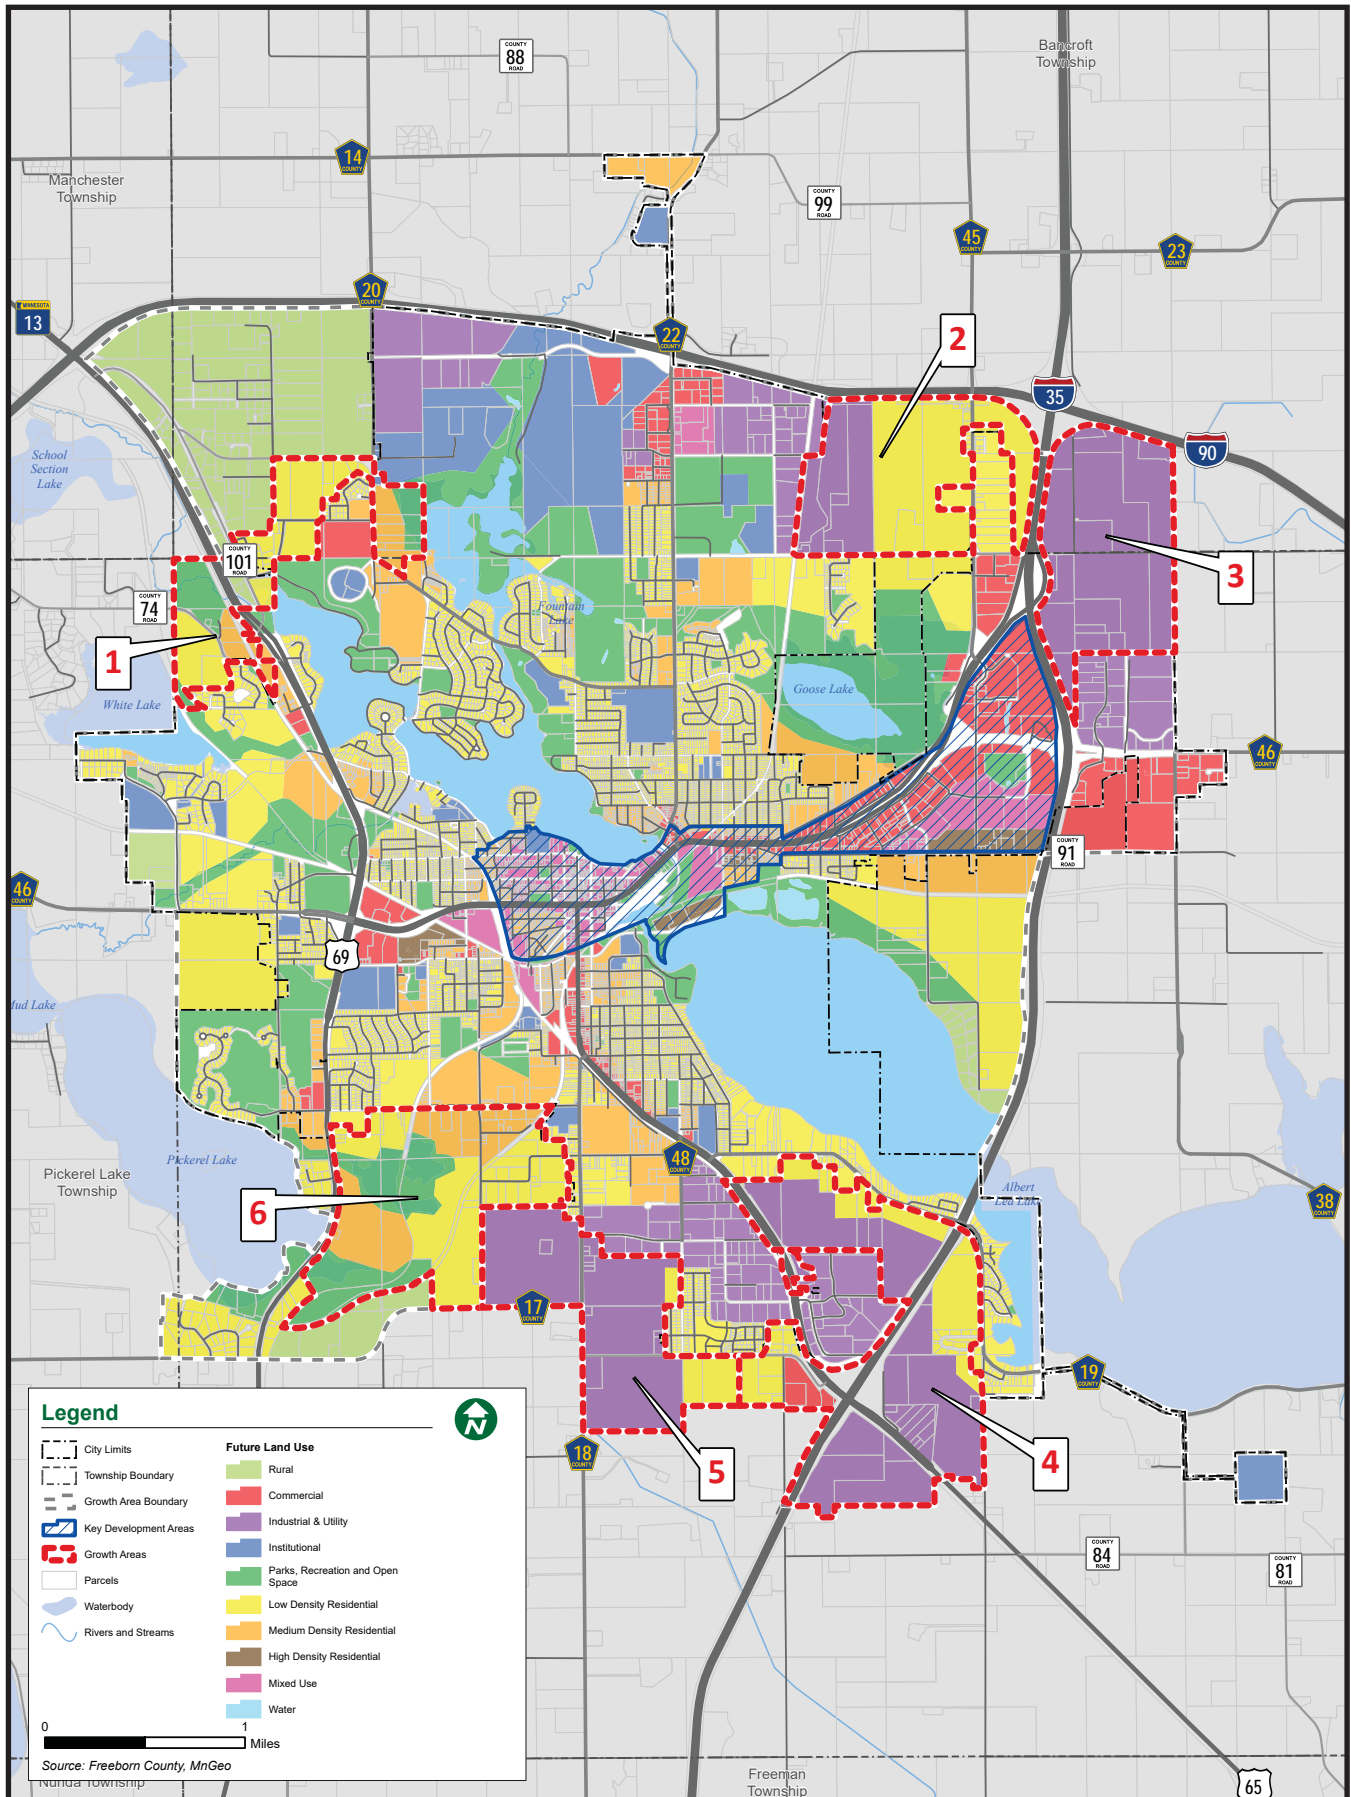 Bancroft
Township
COUNTY
88
ROAD
14
COUNTY
Manchester
Township
COUNTY
99
ROAD
45
COUNTY
23
COUNTY
20
COUNTY
MINNESOTA
13
22
COUNTY
2
35
90
School
Section
Lake
COUNTY
101
ROAD
3
COUNTY
74
ROAD
Fountain
Lake
1
Goose Lake
White Lake
46
COUNTY
COUNTY
91
ROAD
46
COUNTY
69
Mud Lake
48
COUNTY
Pickerel Lake
Pickerel Lake
Township
Albert
Lea Lake
38
COUNTY
6
17
COUNTY
19
COUNTY
18
COUNTY
5
4
COUNTY
84
ROAD
COUNTY
81
ROAD
Legend
N
City Limits
Township Boundary
Growth Area Boundary
Key Development Areas
Growth Areas
Parcels
Waterbody
Rivers and Streams
Future Land Use
Rural
Commercial
Industrial & Utility
Institutional
Parks, Recreation and Open
Space
Low Density Residential
Medium Density Residential
High Density Residential
Mixed Use
Water
0 1
Miles
Source: Freeborn County, MnGeo
Nunda Township
Freeman
Township
65